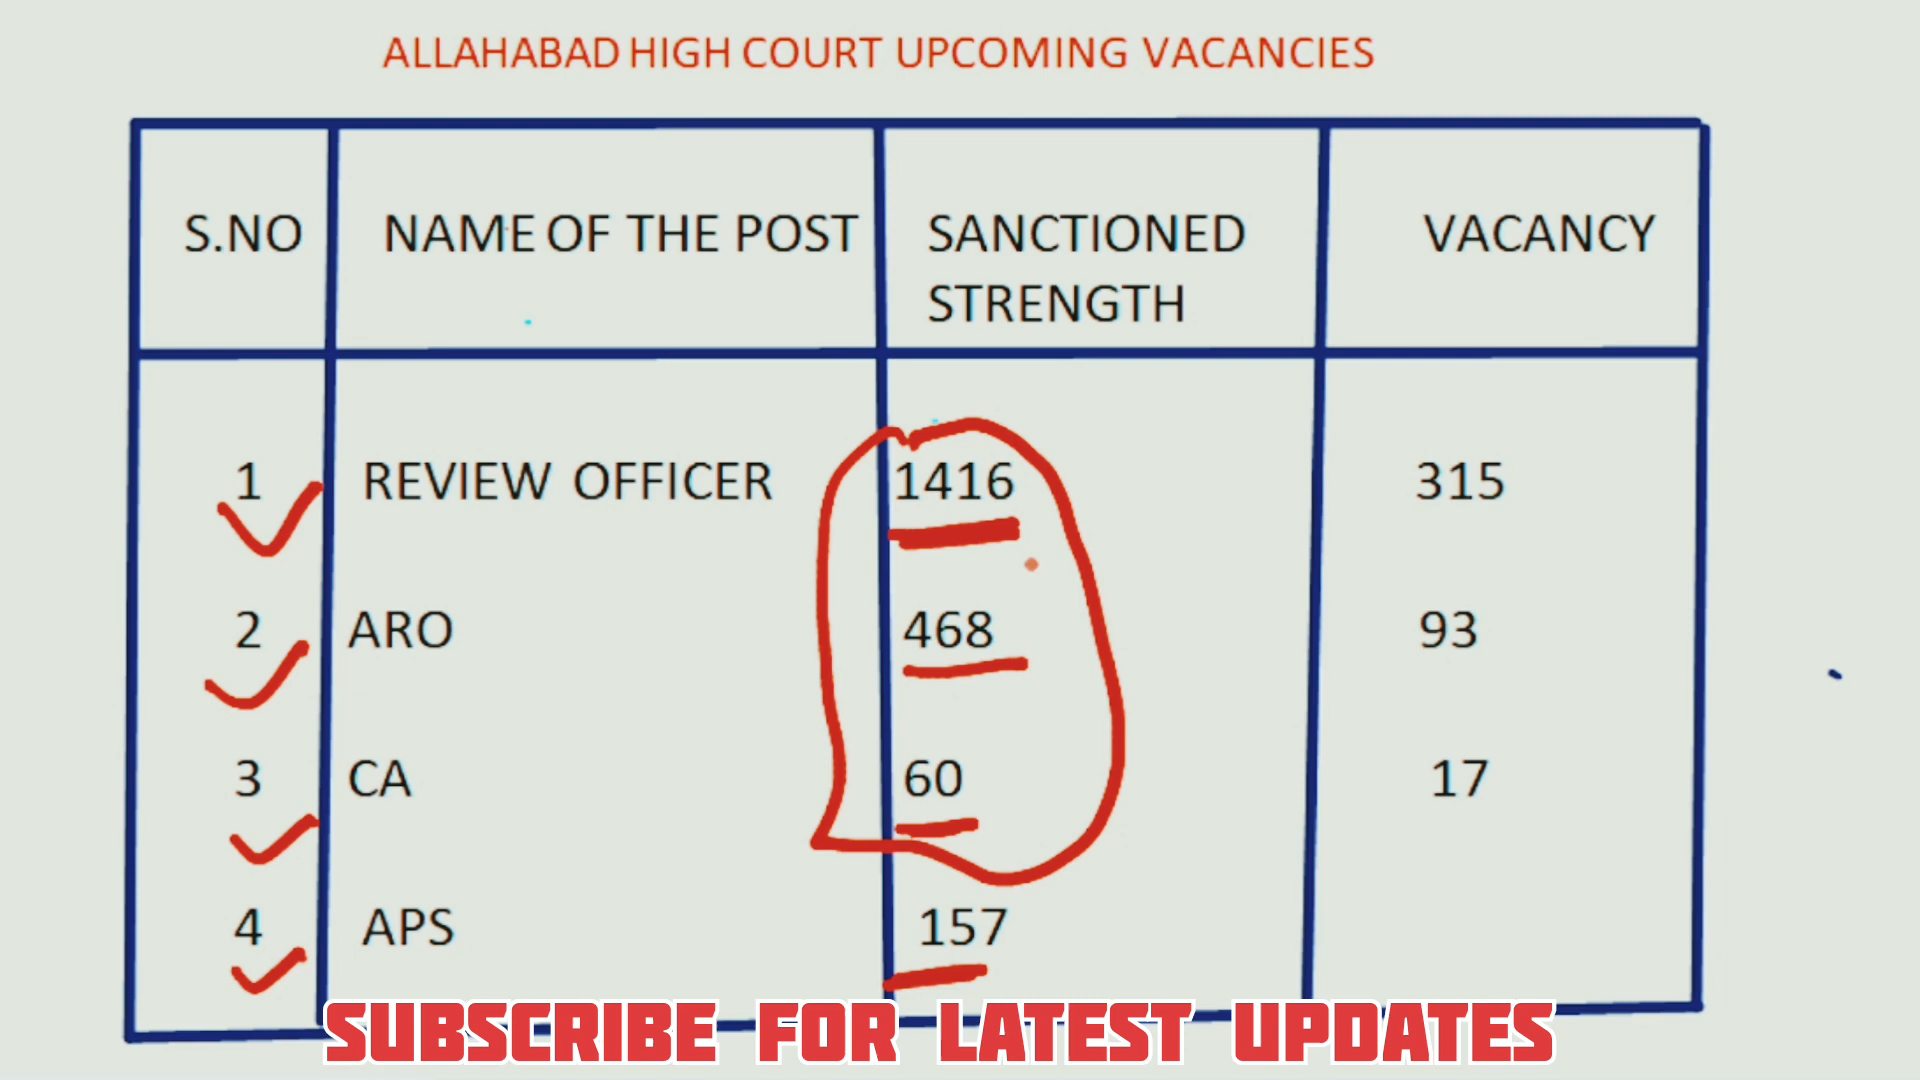 ALLAHABAD HIGH COURT UPCOMING VACANCIES
S.NO NAME OF THE POST SANCTIONED STRENGTH VACANCY
1 REVIEW OFFICER 1416 315
2 ARO 468 93
3 CA 60 17
4 APS 157
SUBSCRIBE FOR LATEST UPDATES